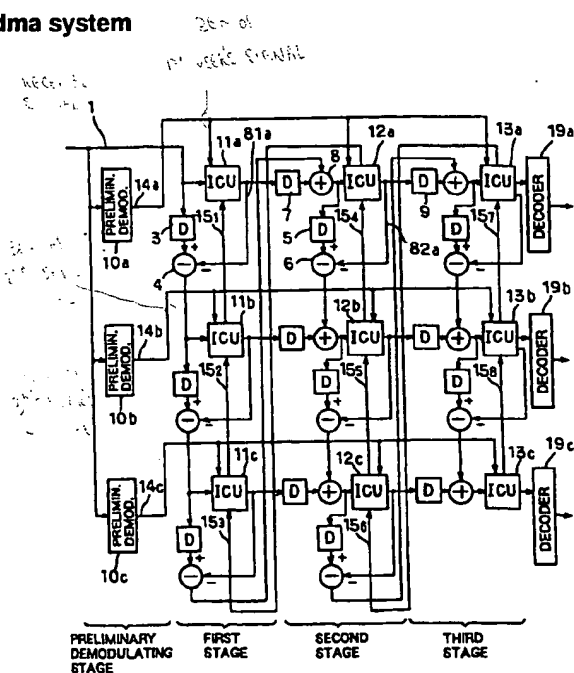 dma system
1
11a
81a
8
12a
13a
19a
PRELIMIN. DEMOD.
14a
ICU
D
+
ICU
D
+
ICU
DECODER
3
D
+
15₁
7
5
D
+
15₄
9
D
+
15₇
10a
4
−
−
6
−
−
82a
−
−
11b
12b
13b
19b
PRELIMIN. DEMOD.
14b
ICU
D
+
ICU
D
+
ICU
DECODER
D
+
15₂
D
+
15₅
D
+
15₈
10b
−
−
−
−
−
−
11c
12c
13c
19c
PRELIMIN. DEMOD.
14c
ICU
D
+
ICU
D
+
ICU
DECODER
15₃
15₆
10c
D
+
D
+
−
−
−
−
PRELIMINARY DEMODULATING STAGE
FIRST STAGE
SECOND STAGE
THIRD STAGE